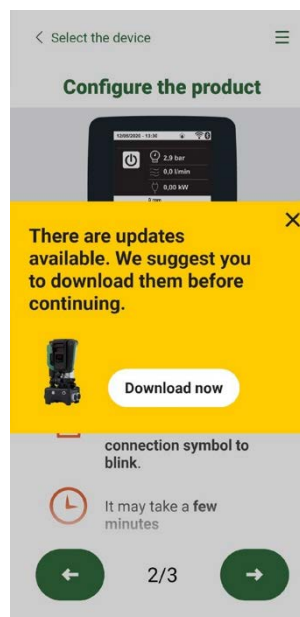 < Select the device
Configure the product
12/06/2020 - 13:36
2,9 bar
0,0 l/min
0,00 kW
There are updates
available. We suggest you
to download them before
continuing.
Download now
connection symbol to
blink.
It may take a few
minutes
2/3